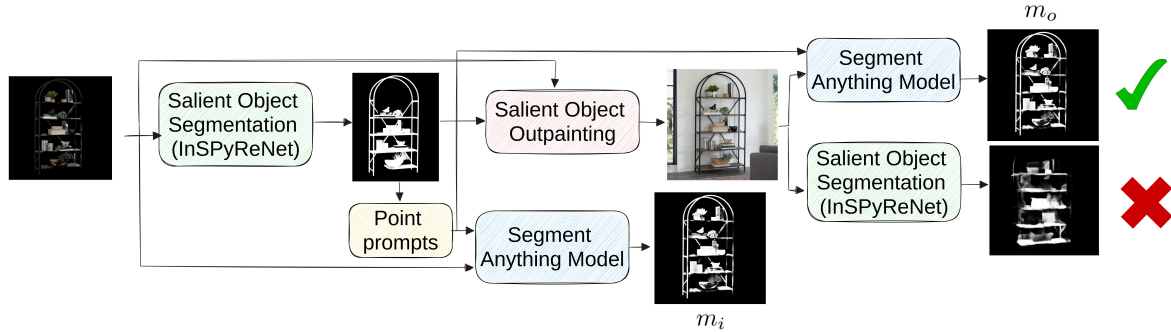 Salient Object
Segmentation
(InSPyReNet)
Point
prompts
Salient Object
Outpainting
Segment
Anything Model
m_i
Segment
Anything Model
m_o
Salient Object
Segmentation
(InSPyReNet)